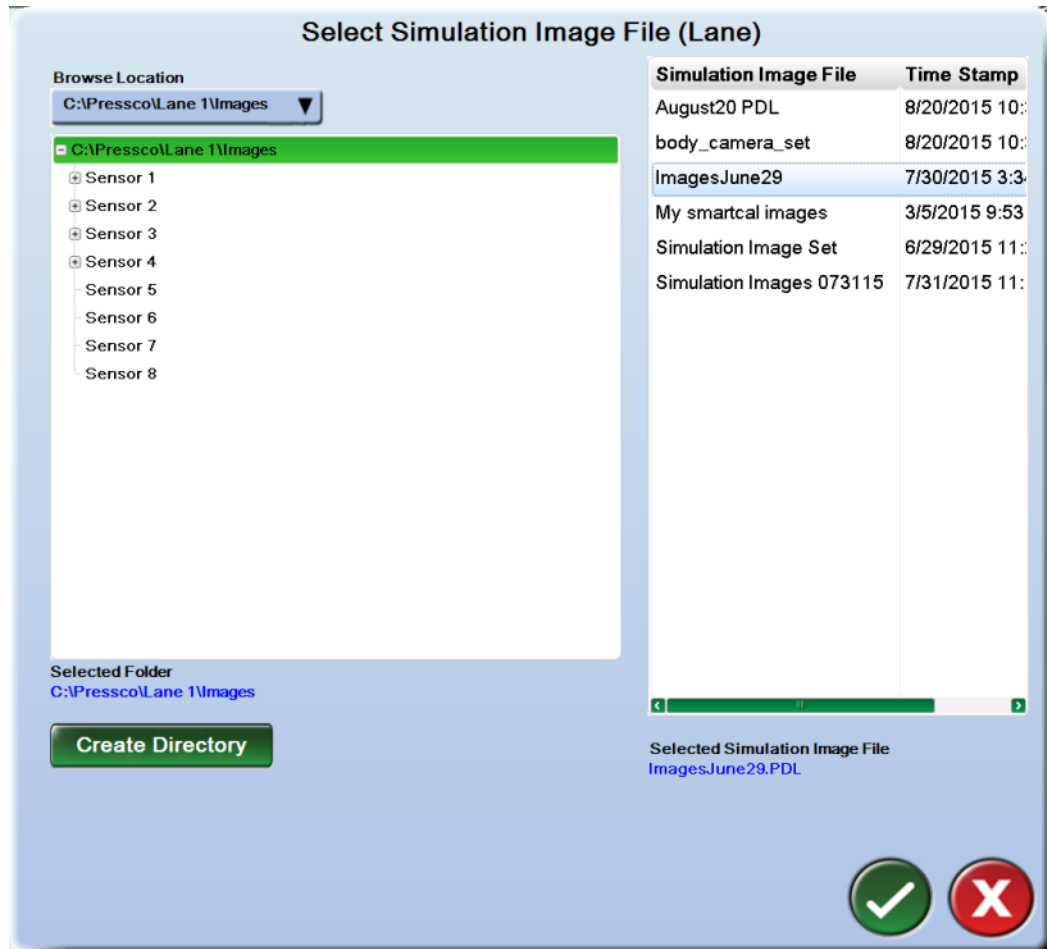 Select Simulation Image File (Lane)
Browse Location
C:\Pressco\Lane 1\Images
C:\Pressco\Lane 1\Images
Sensor 1
Sensor 2
Sensor 3
Sensor 4
Sensor 5
Sensor 6
Sensor 7
Sensor 8
Selected Folder
C:\Pressco\Lane 1\Images
Create Directory
Simulation Image File Time Stamp
August20 PDL 8/20/2015 10:
body_camera_set 8/20/2015 10:
ImagesJune29 7/30/2015 3:3
My smartcal images 3/5/2015 9:53
Simulation Image Set 6/29/2015 11:
Simulation Images 073115 7/31/2015 11:
Selected Simulation Image File
ImagesJune29.PDL